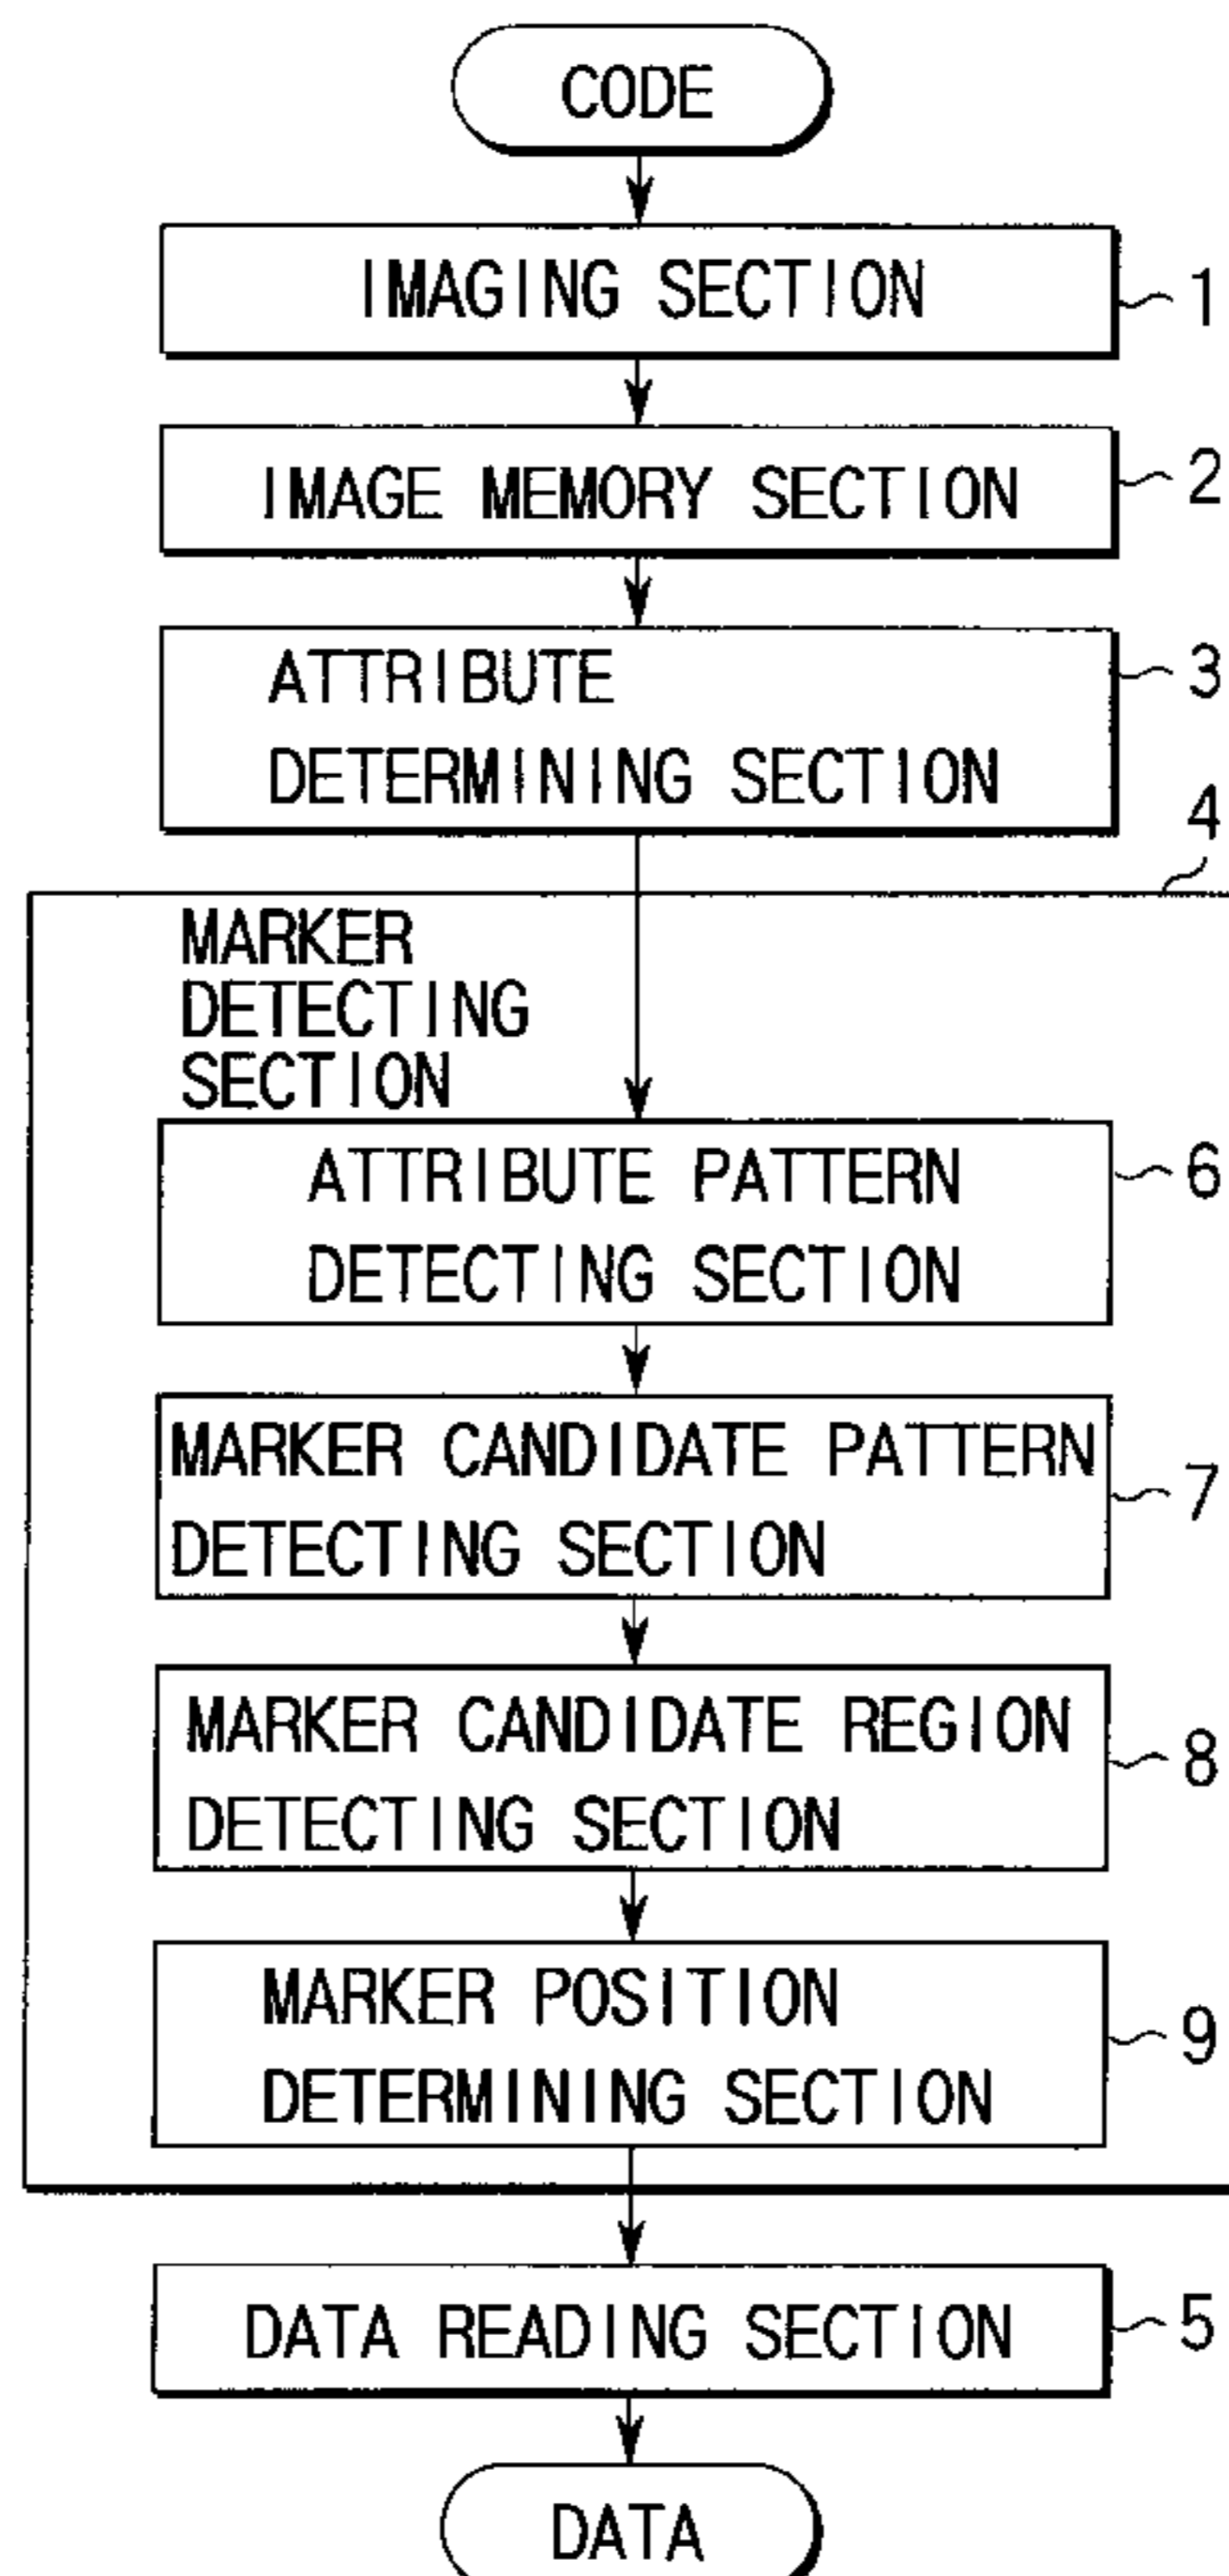 CODE
IMAGING SECTION
1
IMAGE MEMORY SECTION
2
ATTRIBUTE
3
DETERMINING SECTION
4
MARKER
DETECTING
SECTION
ATTRIBUTE PATTERN
6
DETECTING SECTION
MARKER CANDIDATE PATTERN
7
DETECTING SECTION
MARKER CANDIDATE REGION
8
DETECTING SECTION
MARKER POSITION
9
DETERMINING SECTION
DATA READING SECTION
5
DATA